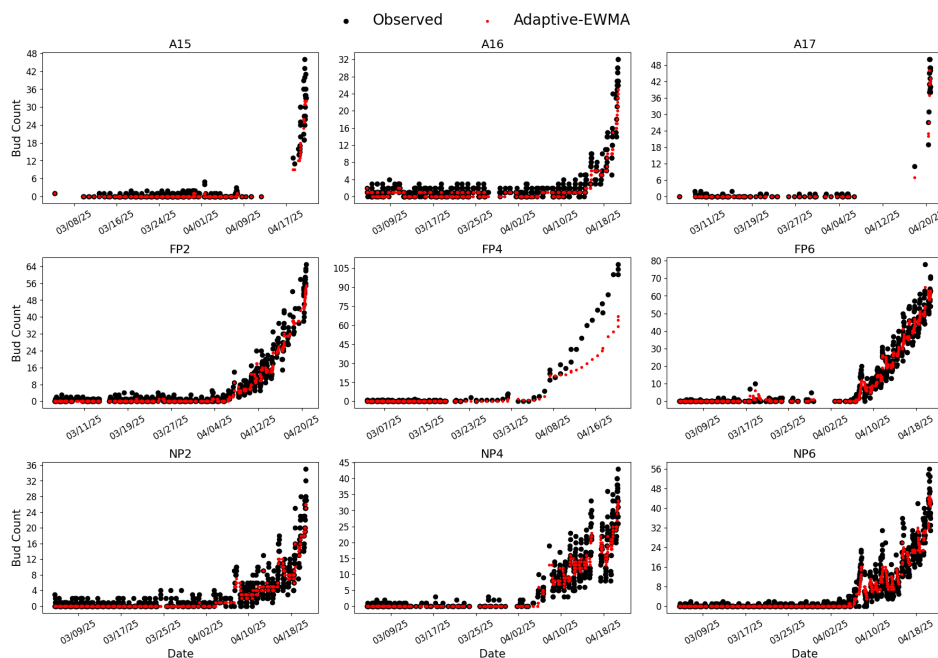 Observed Adaptive-EWMA
A15 A16 A17
Bud Count
48 42 36 30 24 18 12 6 0
03/08/25 03/16/25 03/24/25 04/01/25 04/09/25 04/17/25
32 28 24 20 16 12 8 4 0
03/09/25 03/17/25 03/25/25 04/02/25 04/10/25 04/18/25
48 40 32 24 16 8 0
03/11/25 03/19/25 03/27/25 04/04/25 04/12/25 04/20/2
FP2 FP4 FP6
Bud Count
64 56 48 40 32 24 16 8 0
03/11/25 03/19/25 03/27/25 04/04/25 04/12/25 04/20/25
105 90 75 60 45 30 15 0
03/07/25 03/15/25 03/23/25 03/31/25 04/08/25 04/16/25
80 70 60 50 40 30 20 10 0
03/09/25 03/17/25 03/25/25 04/02/25 04/10/25 04/18/25
NP2 NP4 NP6
Bud Count
36 32 28 24 20 16 12 8 4 0
03/09/25 03/17/25 03/25/25 04/02/25 04/10/25 04/18/25
45 40 35 30 25 20 15 10 5 0
03/09/25 03/17/25 03/25/25 04/02/25 04/10/25 04/18/25
56 48 40 32 24 16 8 0
03/09/25 03/17/25 03/25/25 04/02/25 04/10/25 04/18/25
Date Date Date